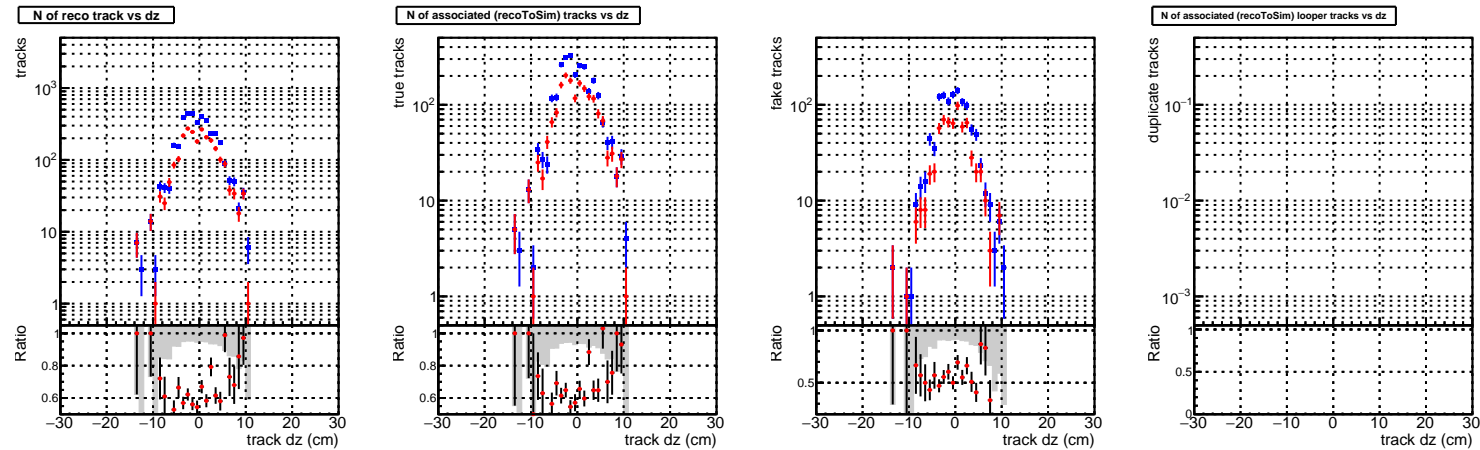 N of reco track vs dz
tracks
10³
10²
10
1
Ratio
1
0.8
0.6
−30 −20 −10 0 10 20 30
track dz (cm)
N of associated (recoToSim) tracks vs dz
true tracks
10²
10
1
Ratio
1
0.8
0.6
−30 −20 −10 0 10 20 30
track dz (cm)
fake tracks
10²
10
1
Ratio
1
0.5
−30 −20 −10 0 10 20 30
track dz (cm)
N of associated (recoToSim) looper tracks vs dz
duplicate tracks
10⁻¹
10⁻²
10⁻³
Ratio
1
0.5
0
−30 −20 −10 0 10 20 30
track dz (cm)